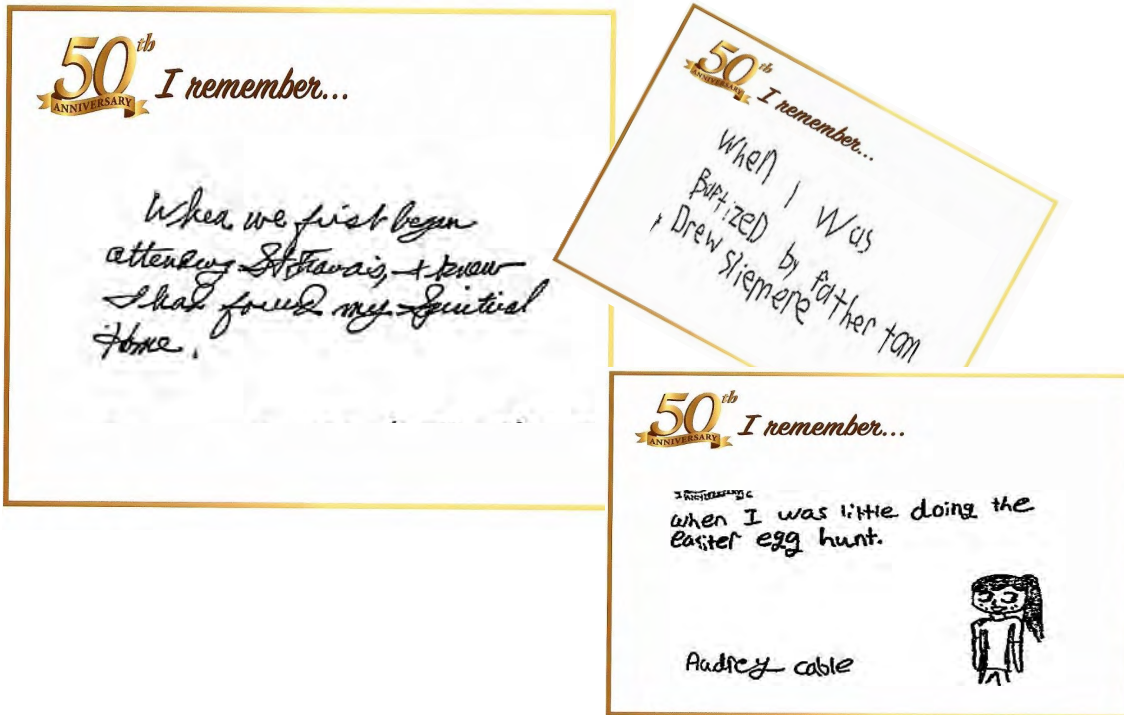 50th
ANNIVERSARY
I remember...
When we first began
attending St Francis, I knew
I had found my Spiritual
Home.
50th
ANNIVERSARY
I remember...
When I Was
BaptizeD by father tom
Drew Sliemere
50th
ANNIVERSARY
I remember...
when I was little doing the
easter egg hunt.
Audrey cable